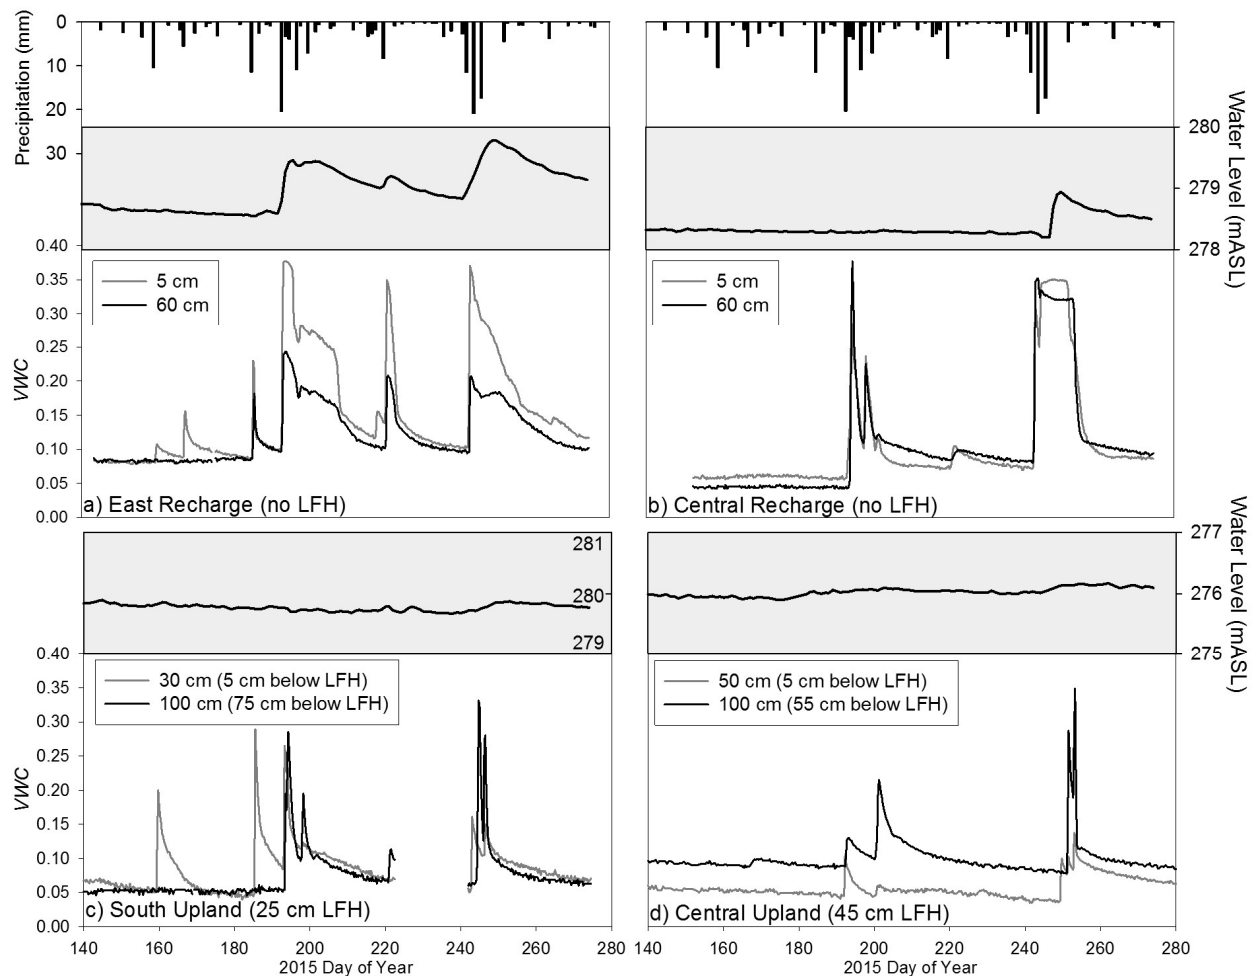 Precipitation (mm)
0
10
20
30
Water Level (mASL)
280
279
278
VWC
0.40
0.35
0.30
0.25
0.20
0.15
0.10
0.05
0.00
5 cm
60 cm
a) East Recharge (no LFH)
5 cm
60 cm
b) Central Recharge (no LFH)
281
280
279
277
276
275
Water Level (mASL)
VWC
0.40
0.35
0.30
0.25
0.20
0.15
0.10
0.05
0.00
30 cm (5 cm below LFH)
100 cm (75 cm below LFH)
c) South Upland (25 cm LFH)
50 cm (5 cm below LFH)
100 cm (55 cm below LFH)
d) Central Upland (45 cm LFH)
140 160 180 200 220 240 260 280
2015 Day of Year
140 160 180 200 220 240 260 280
2015 Day of Year